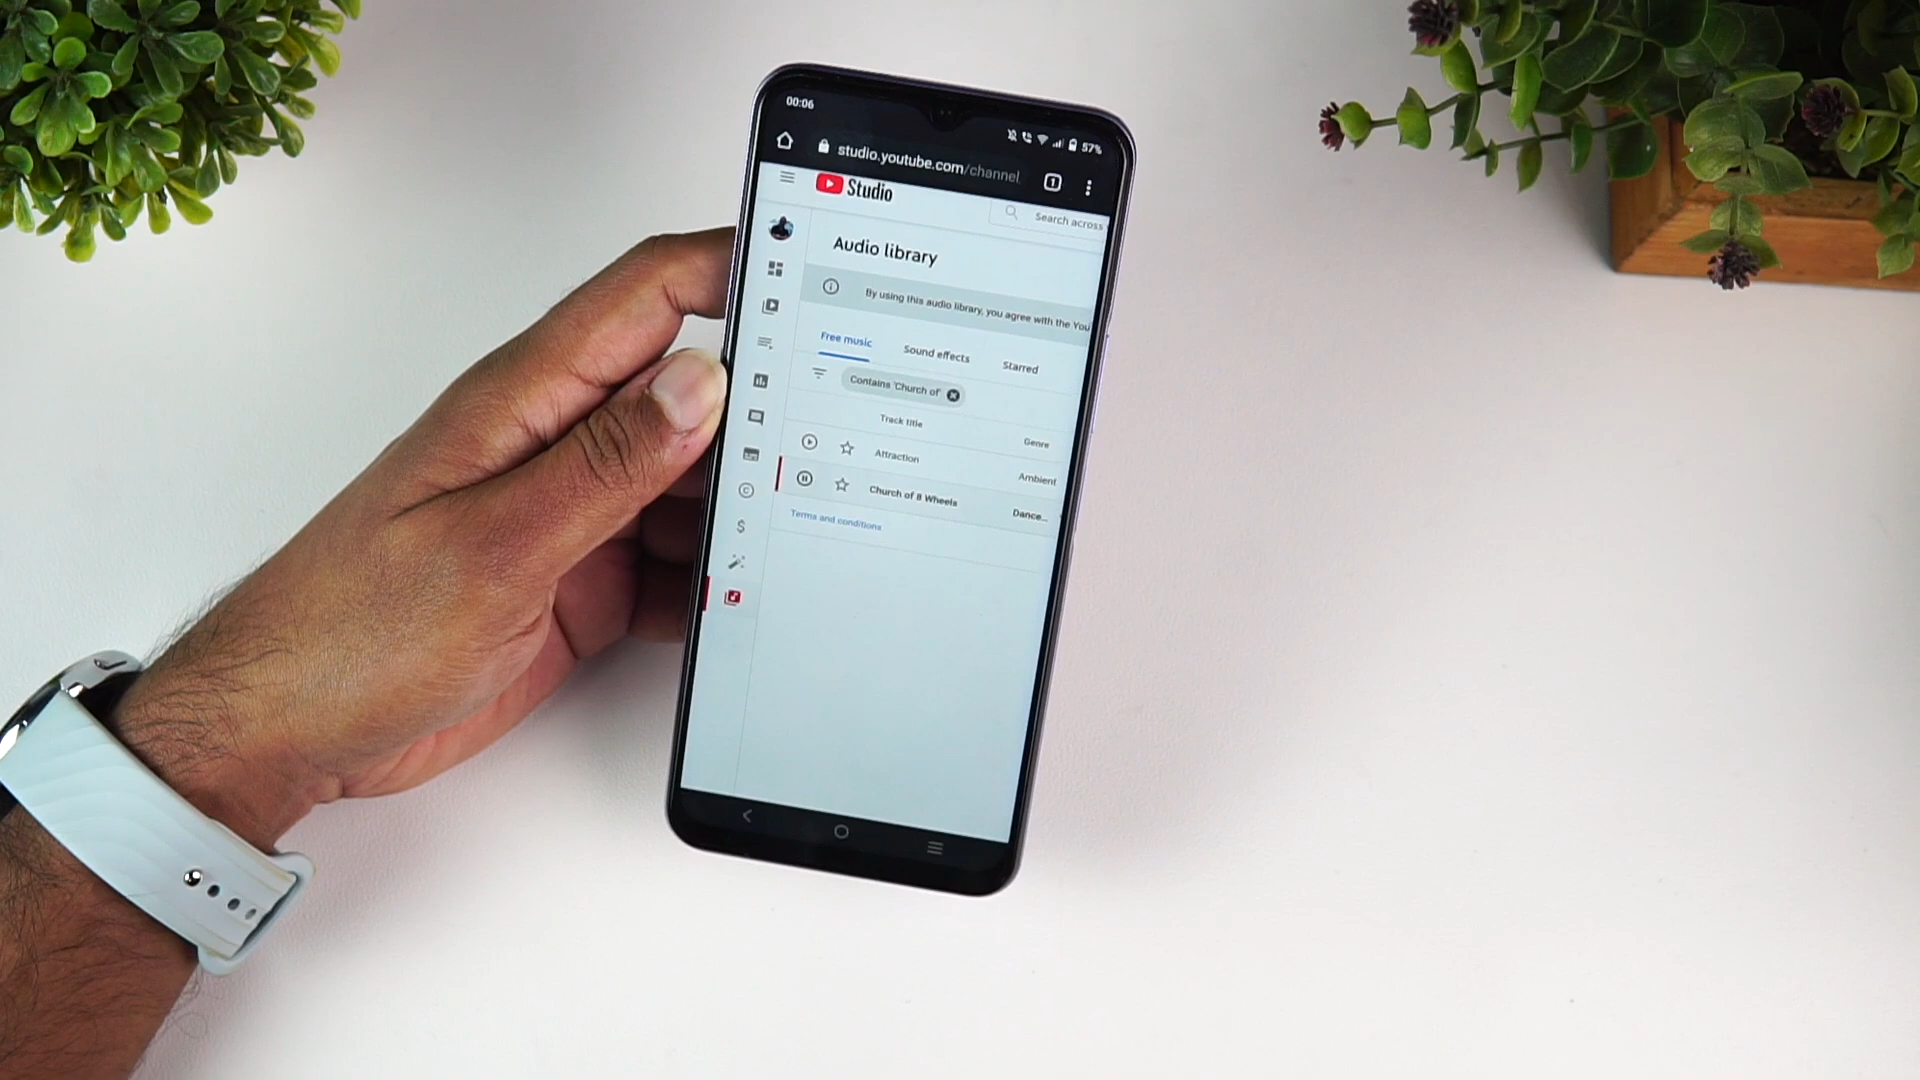 00:06
57%
studio.youtube.com/channel
1
Studio
Search across
Audio library
By using this audio library, you agree with the You
Free music
Sound effects
Starred
Contains 'Church of'
Track title
Genre
Attraction
Ambient
Church of 8 Wheels
Dance...
Terms and conditions